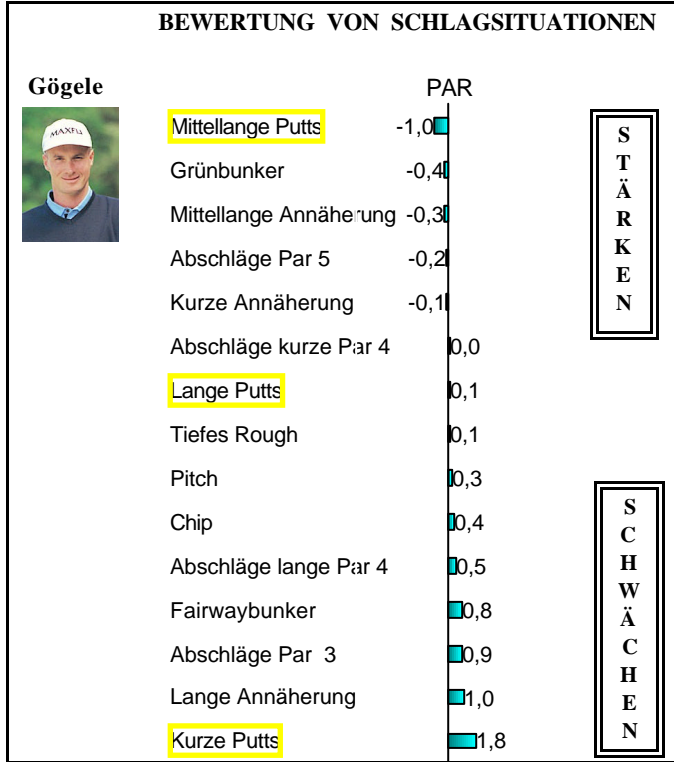 BEWERTUNG VON SCHLAGSITUATIONEN
Gögele
MAXFLI
PAR
Mittellange Putts -1,0
Grünbunker -0,4
Mittellange Annäherung -0,3
Abschläge Par 5 -0,2
Kurze Annäherung -0,1
Abschläge kurze Par 4 0,0
Lange Putts 0,1
Tiefes Rough 0,1
Pitch 0,3
Chip 0,4
Abschläge lange Par 4 0,5
Fairwaybunker 0,8
Abschläge Par 3 0,9
Lange Annäherung 1,0
Kurze Putts 1,8
S
T
Ä
R
K
E
N
S
C
H
W
Ä
C
H
E
N